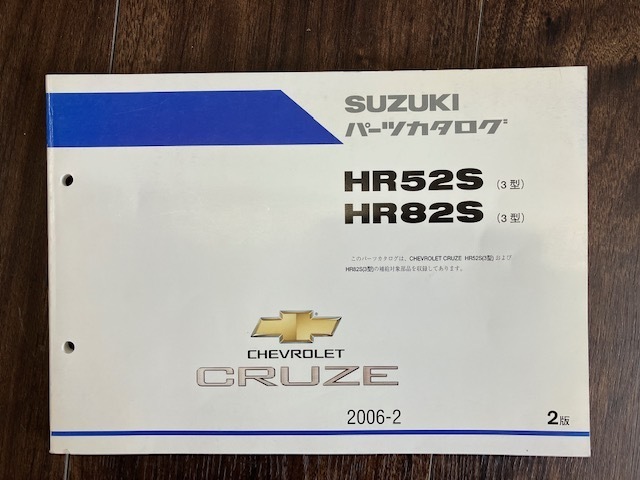 SUZUKI
パーツカタログ
HR52S (3型)
HR82S (3型)
このパーツカタログは、CHEVROLET CRUZE HR52S(3型) および
HR82S(3型)の補給対象部品を収録してあります。
CHEVROLET
CRUZE
2006-2
2版